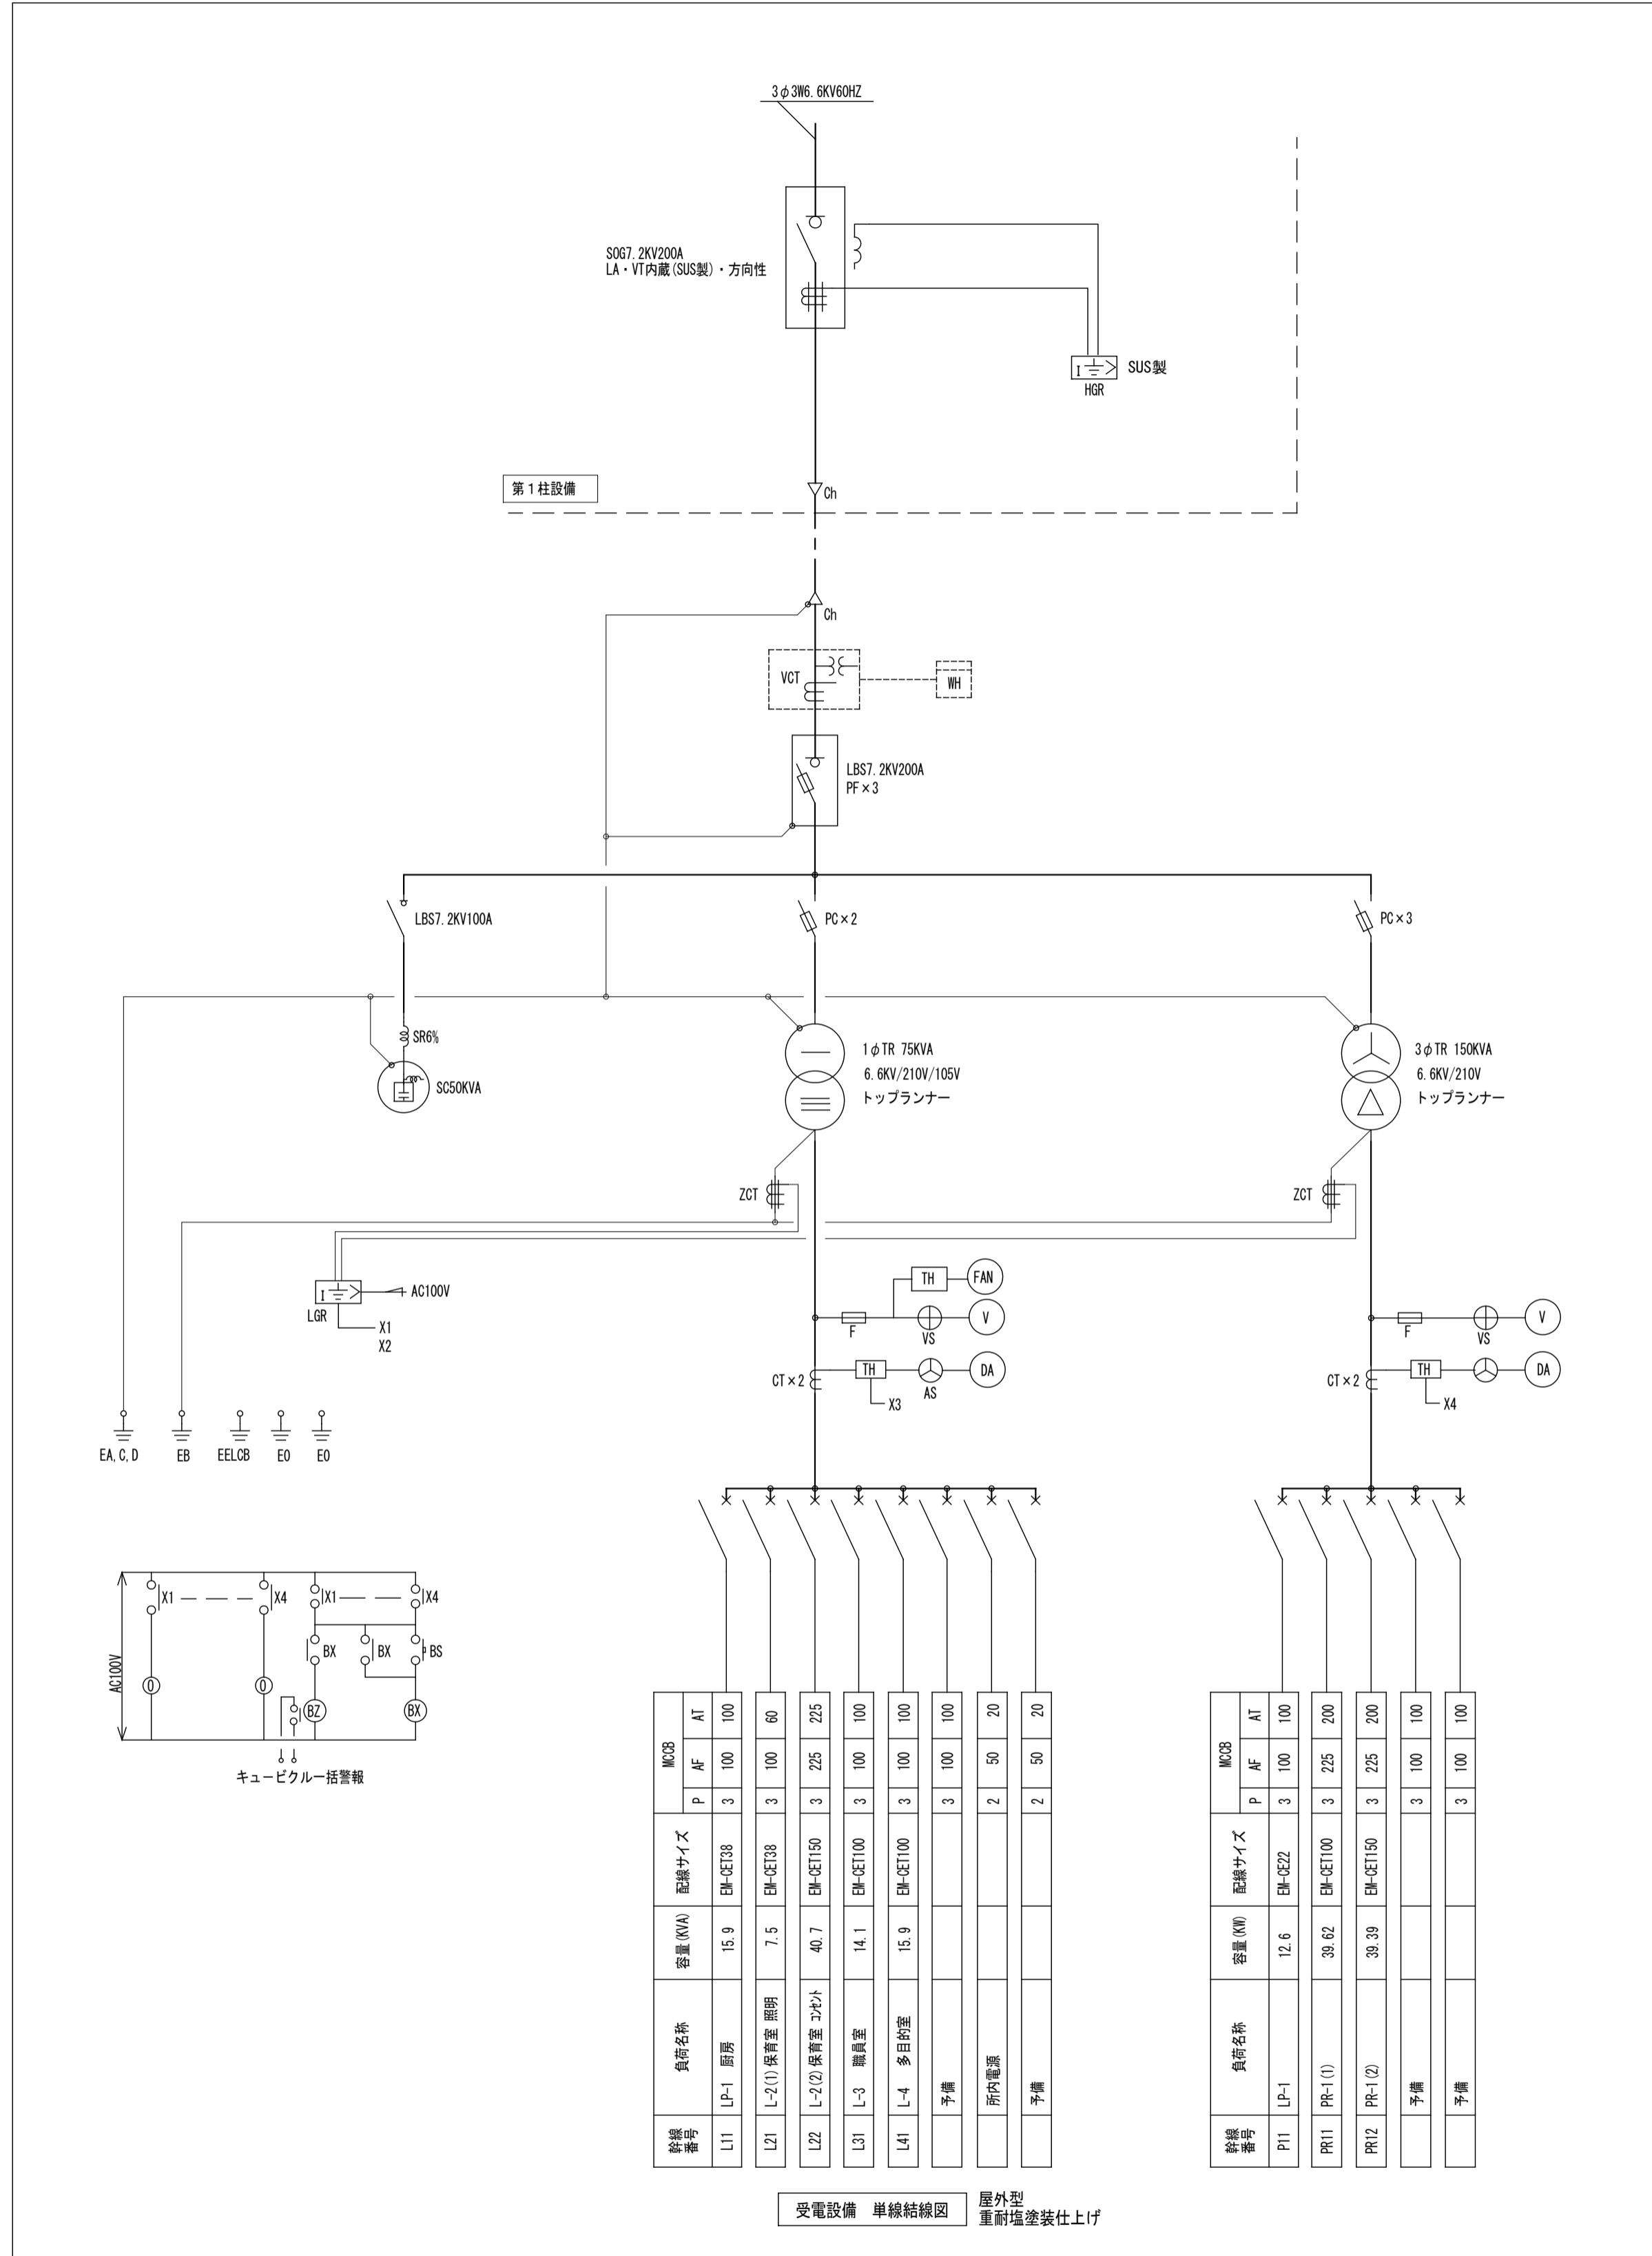 3φ3W6.6KV60HZ
SOG7.2KV200A
LA・VT内蔵(SUS製)・方向性
I
SUS製
HGR
第1柱設備
Ch
Ch
VCT
WH
LBS7.2KV200A
PF×3
LBS7.2KV100A
PC×2
PC×3
SR6%
SC50KVA
1φTR 75KVA
6.6KV/210V/105V
トップランナー
3φTR 150KVA
6.6KV/210V
トップランナー
ZCT
ZCT
I
AC100V
LGR
X1
X2
TH
FAN
F
VS
V
CT×2
TH
AS
DA
X3
F
VS
V
CT×2
TH
DA
X4
EA,C,D
EB
EELCB
EO
EO
AC100V
X1
X4
X1
X4
BX
BX
BS
O
O
BZ
BX
キュービクル一括警報
幹線番号 負荷名称 容量(KVA) 配線サイズ MCCB P AF AT
L11 LP-1 厨房 15.9 EM-CET38 3 100 100
L21 L-2(1)保育室 照明 7.5 EM-CET38 3 100 60
L22 L-2(2)保育室 コンセント 40.7 EM-CET150 3 225 225
L31 L-3 職員室 14.1 EM-CET100 3 100 100
L41 L-4 多目的室 15.9 EM-CET100 3 100 100
予備 3 100 100
所内電源 2 50 20
予備 2 50 20
幹線番号 負荷名称 容量(KW) 配線サイズ MCCB P AF AT
P11 LP-1 12.6 EM-CE22 3 100 100
PR11 PR-1(1) 39.62 EM-CET100 3 225 200
PR12 PR-1(2) 39.39 EM-CET150 3 225 200
予備 3 100 100
予備 3 100 100
受電設備 単線結線図
屋外型
重耐塩塗装仕上げ